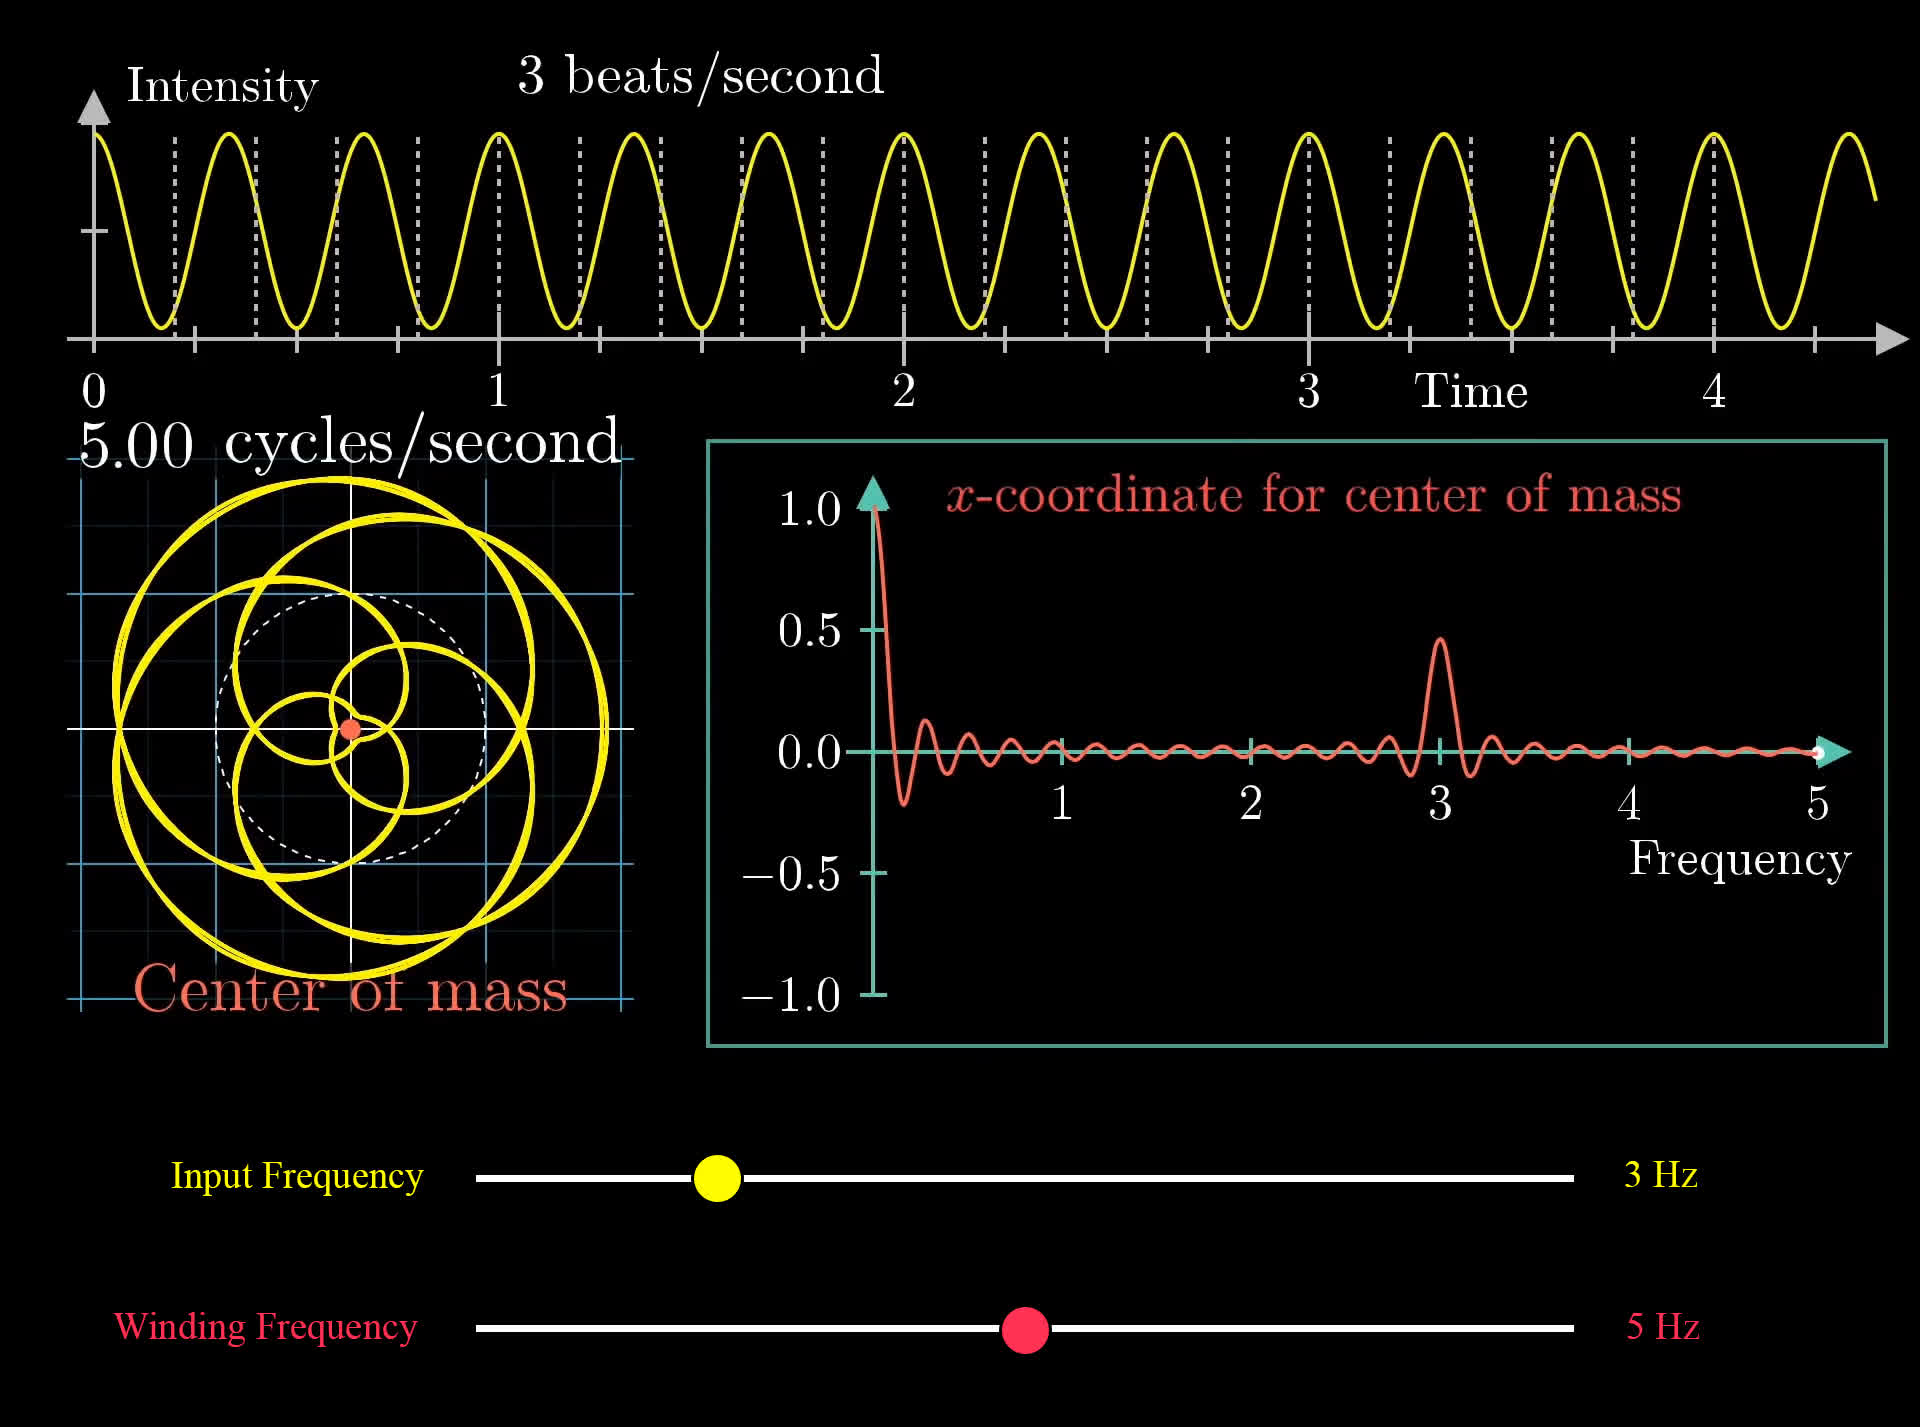 Intensity
3 beats/second
0 1 2 3 Time 4
5.00 cycles/second
x-coordinate for center of mass
1.0
0.5
0.0
1 2 3 4 5
Frequency
−0.5
−1.0
Center of mass
Input Frequency 3 Hz
Winding Frequency 5 Hz